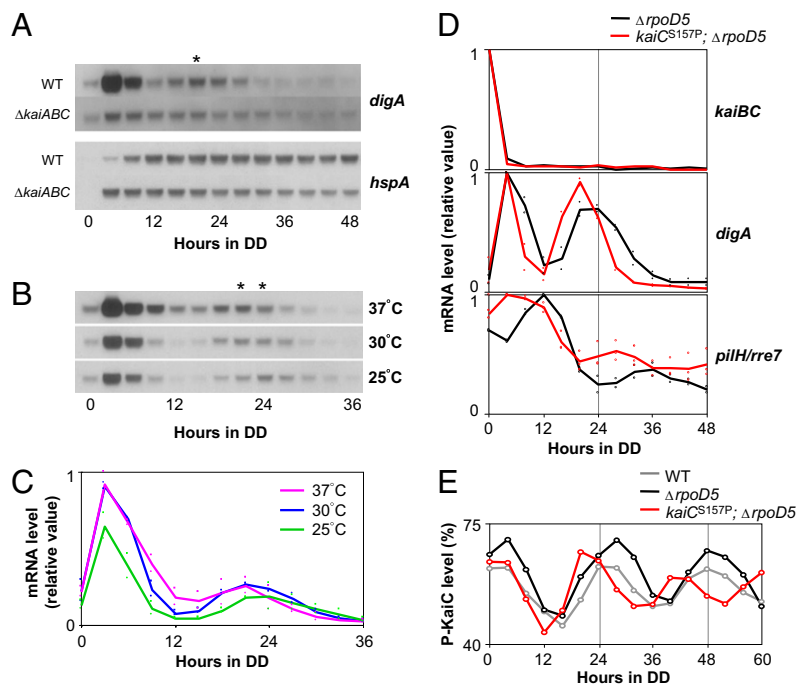 A
*
WT
ΔkaiABC
digA
WT
ΔkaiABC
hspA
0 12 24 36 48
Hours in DD
B
* *
37°C
30°C
25°C
0 12 24 36
Hours in DD
C
1
0
mRNA level
(relative value)
37°C
30°C
25°C
0 6 12 18 24 30 36
Hours in DD
D
ΔrpoD5
kaiCS157P; ΔrpoD5
mRNA level (relative value)
1
kaiBC
0
1
digA
0
1
pilH/rre7
0
0 12 24 36 48
Hours in DD
E
WT
ΔrpoD5
kaiCS157P; ΔrpoD5
P-KaiC level (%)
75
40
0 12 24 36 48 60
Hours in DD